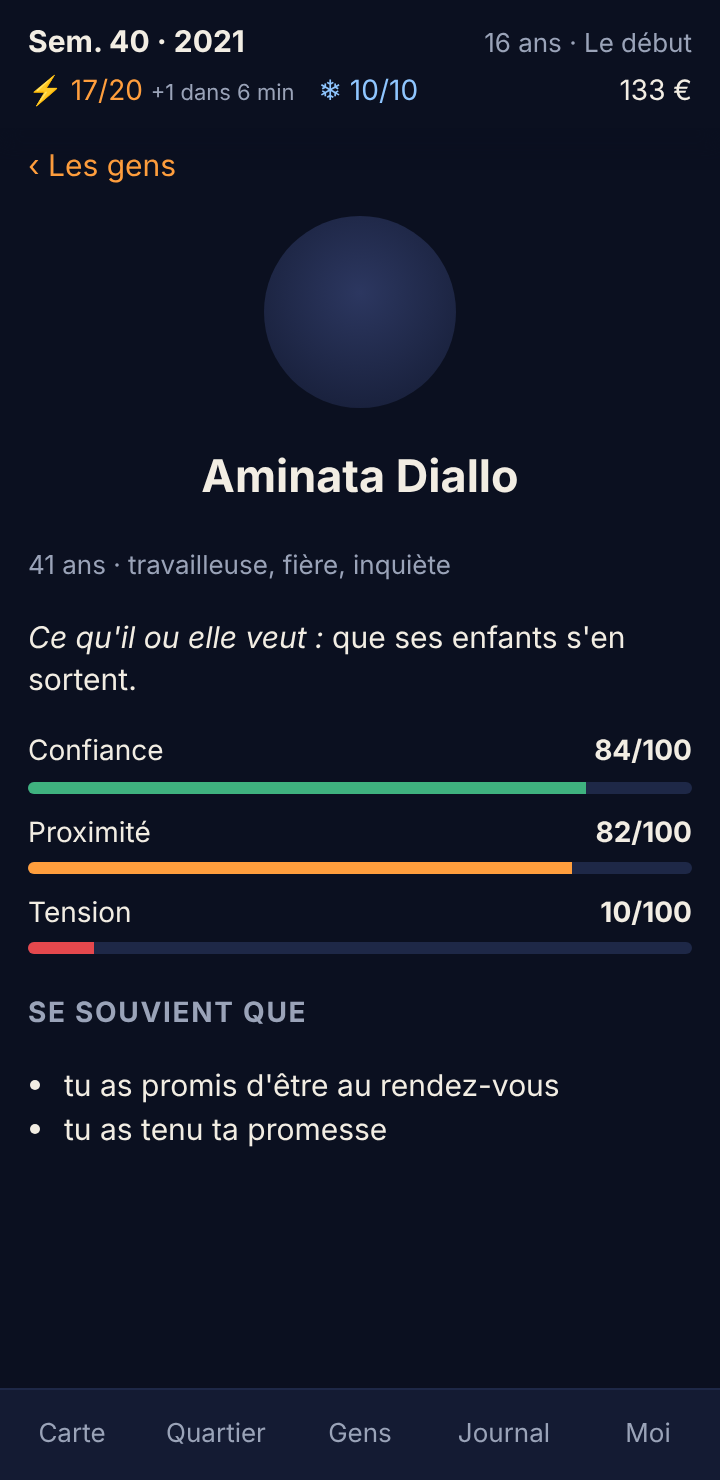 Sem. 40 · 2021
16 ans · Le début
⚡ 17/20 +1 dans 6 min ❄ 10/10
133 €
‹ Les gens
Aminata Diallo
41 ans · travailleuse, fière, inquiète
Ce qu'il ou elle veut : que ses enfants s'en
sortent.
Confiance 84/100
Proximité 82/100
Tension 10/100
SE SOUVIENT QUE
• tu as promis d'être au rendez-vous
• tu as tenu ta promesse
Carte Quartier Gens Journal Moi